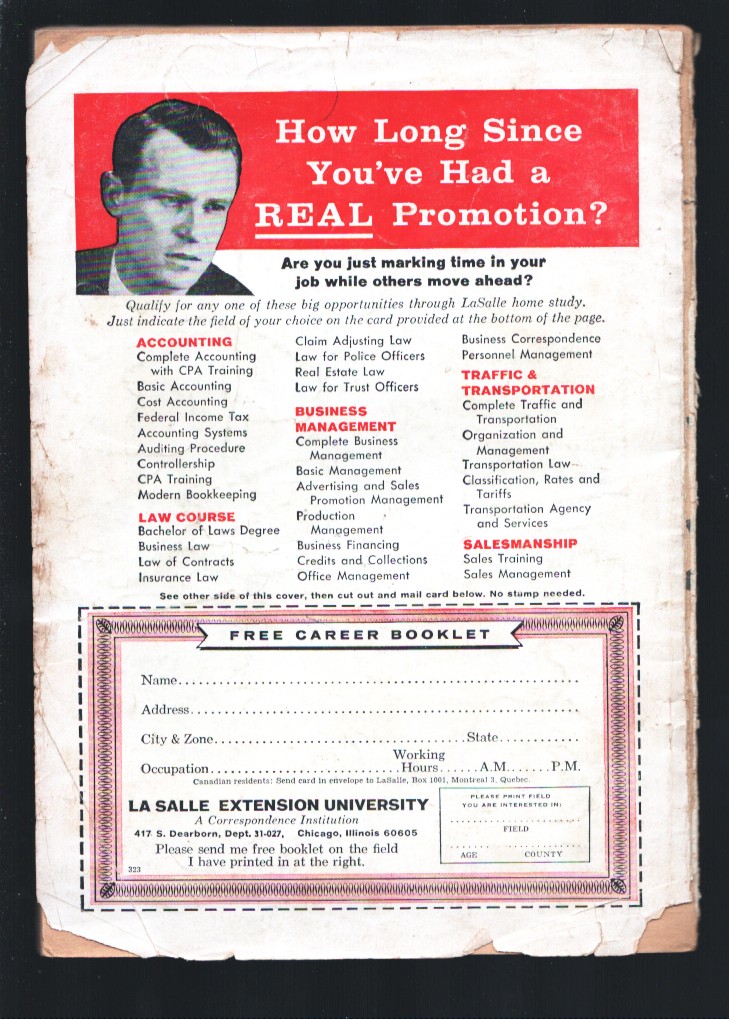 How Long Since
You've Had a
REAL Promotion?
Are you just marking time in your
job while others move ahead?
Qualify for any one of these big opportunities through LaSalle home study.
Just indicate the field of your choice on the card provided at the bottom of the page.
ACCOUNTING
Complete Accounting
with CPA Training
Basic Accounting
Cost Accounting
Federal Income Tax
Accounting Systems
Auditing Procedure
Controllership
CPA Training
Modern Bookkeeping
LAW COURSE
Bachelor of Laws Degree
Business Law
Law of Contracts
Insurance Law
Claim Adjusting Law
Law for Police Officers
Real Estate Law
Law for Trust Officers
BUSINESS
MANAGEMENT
Complete Business
Management
Basic Management
Advertising and Sales
Promotion Management
Production
Management
Business Financing
Credits and Collections
Office Management
Business Correspondence
Personnel Management
TRAFFIC &
TRANSPORTATION
Complete Traffic and
Transportation
Organization and
Management
Transportation Law
Classification, Rates and
Tariffs
Transportation Agency
and Services
SALESMANSHIP
Sales Training
Sales Management
See other side of this cover, then cut out and mail card below. No stamp needed.
FREE CAREER BOOKLET
Name
Address
City & Zone State
Working
Occupation Hours A.M. P.M.
Canadian residents: Send card in envelope to LaSalle, Box 1001, Montreal 3, Quebec.
LA SALLE EXTENSION UNIVERSITY
A Correspondence Institution
417 S. Dearborn, Dept. 31-027, Chicago, Illinois 60605
Please send me free booklet on the field
I have printed in at the right.
323
PLEASE PRINT FIELD
YOU ARE INTERESTED IN:
FIELD
AGE COUNTY